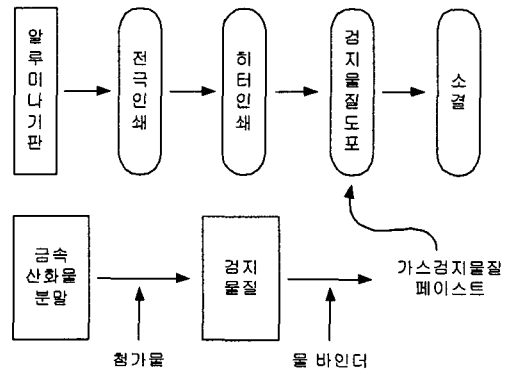 알루미나기판
전극인쇄
히터인쇄
검지물질도포
소결
금속
산화물
분말
검지
물질
가스검지물질
페이스트
첨가물
물 바인더